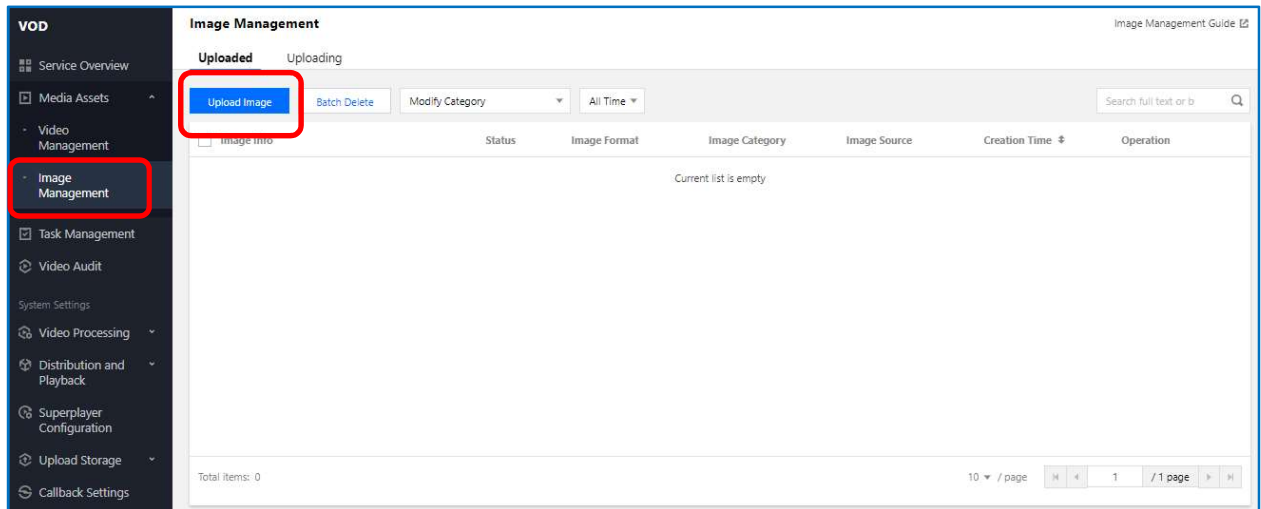 VOD
Service Overview
Media Assets
Video
Management
Image
Management
Task Management
Video Audit
System Settings
Video Processing
Distribution and
Playback
Superplayer
Configuration
Upload Storage
Callback Settings
Image Management
Image Management Guide
Uploaded Uploading
Upload Image Batch Delete Modify Category All Time Search full text or b
Image Info Status Image Format Image Category Image Source Creation Time Operation
Current list is empty
Total items: 0 10 / page 1 / 1 page